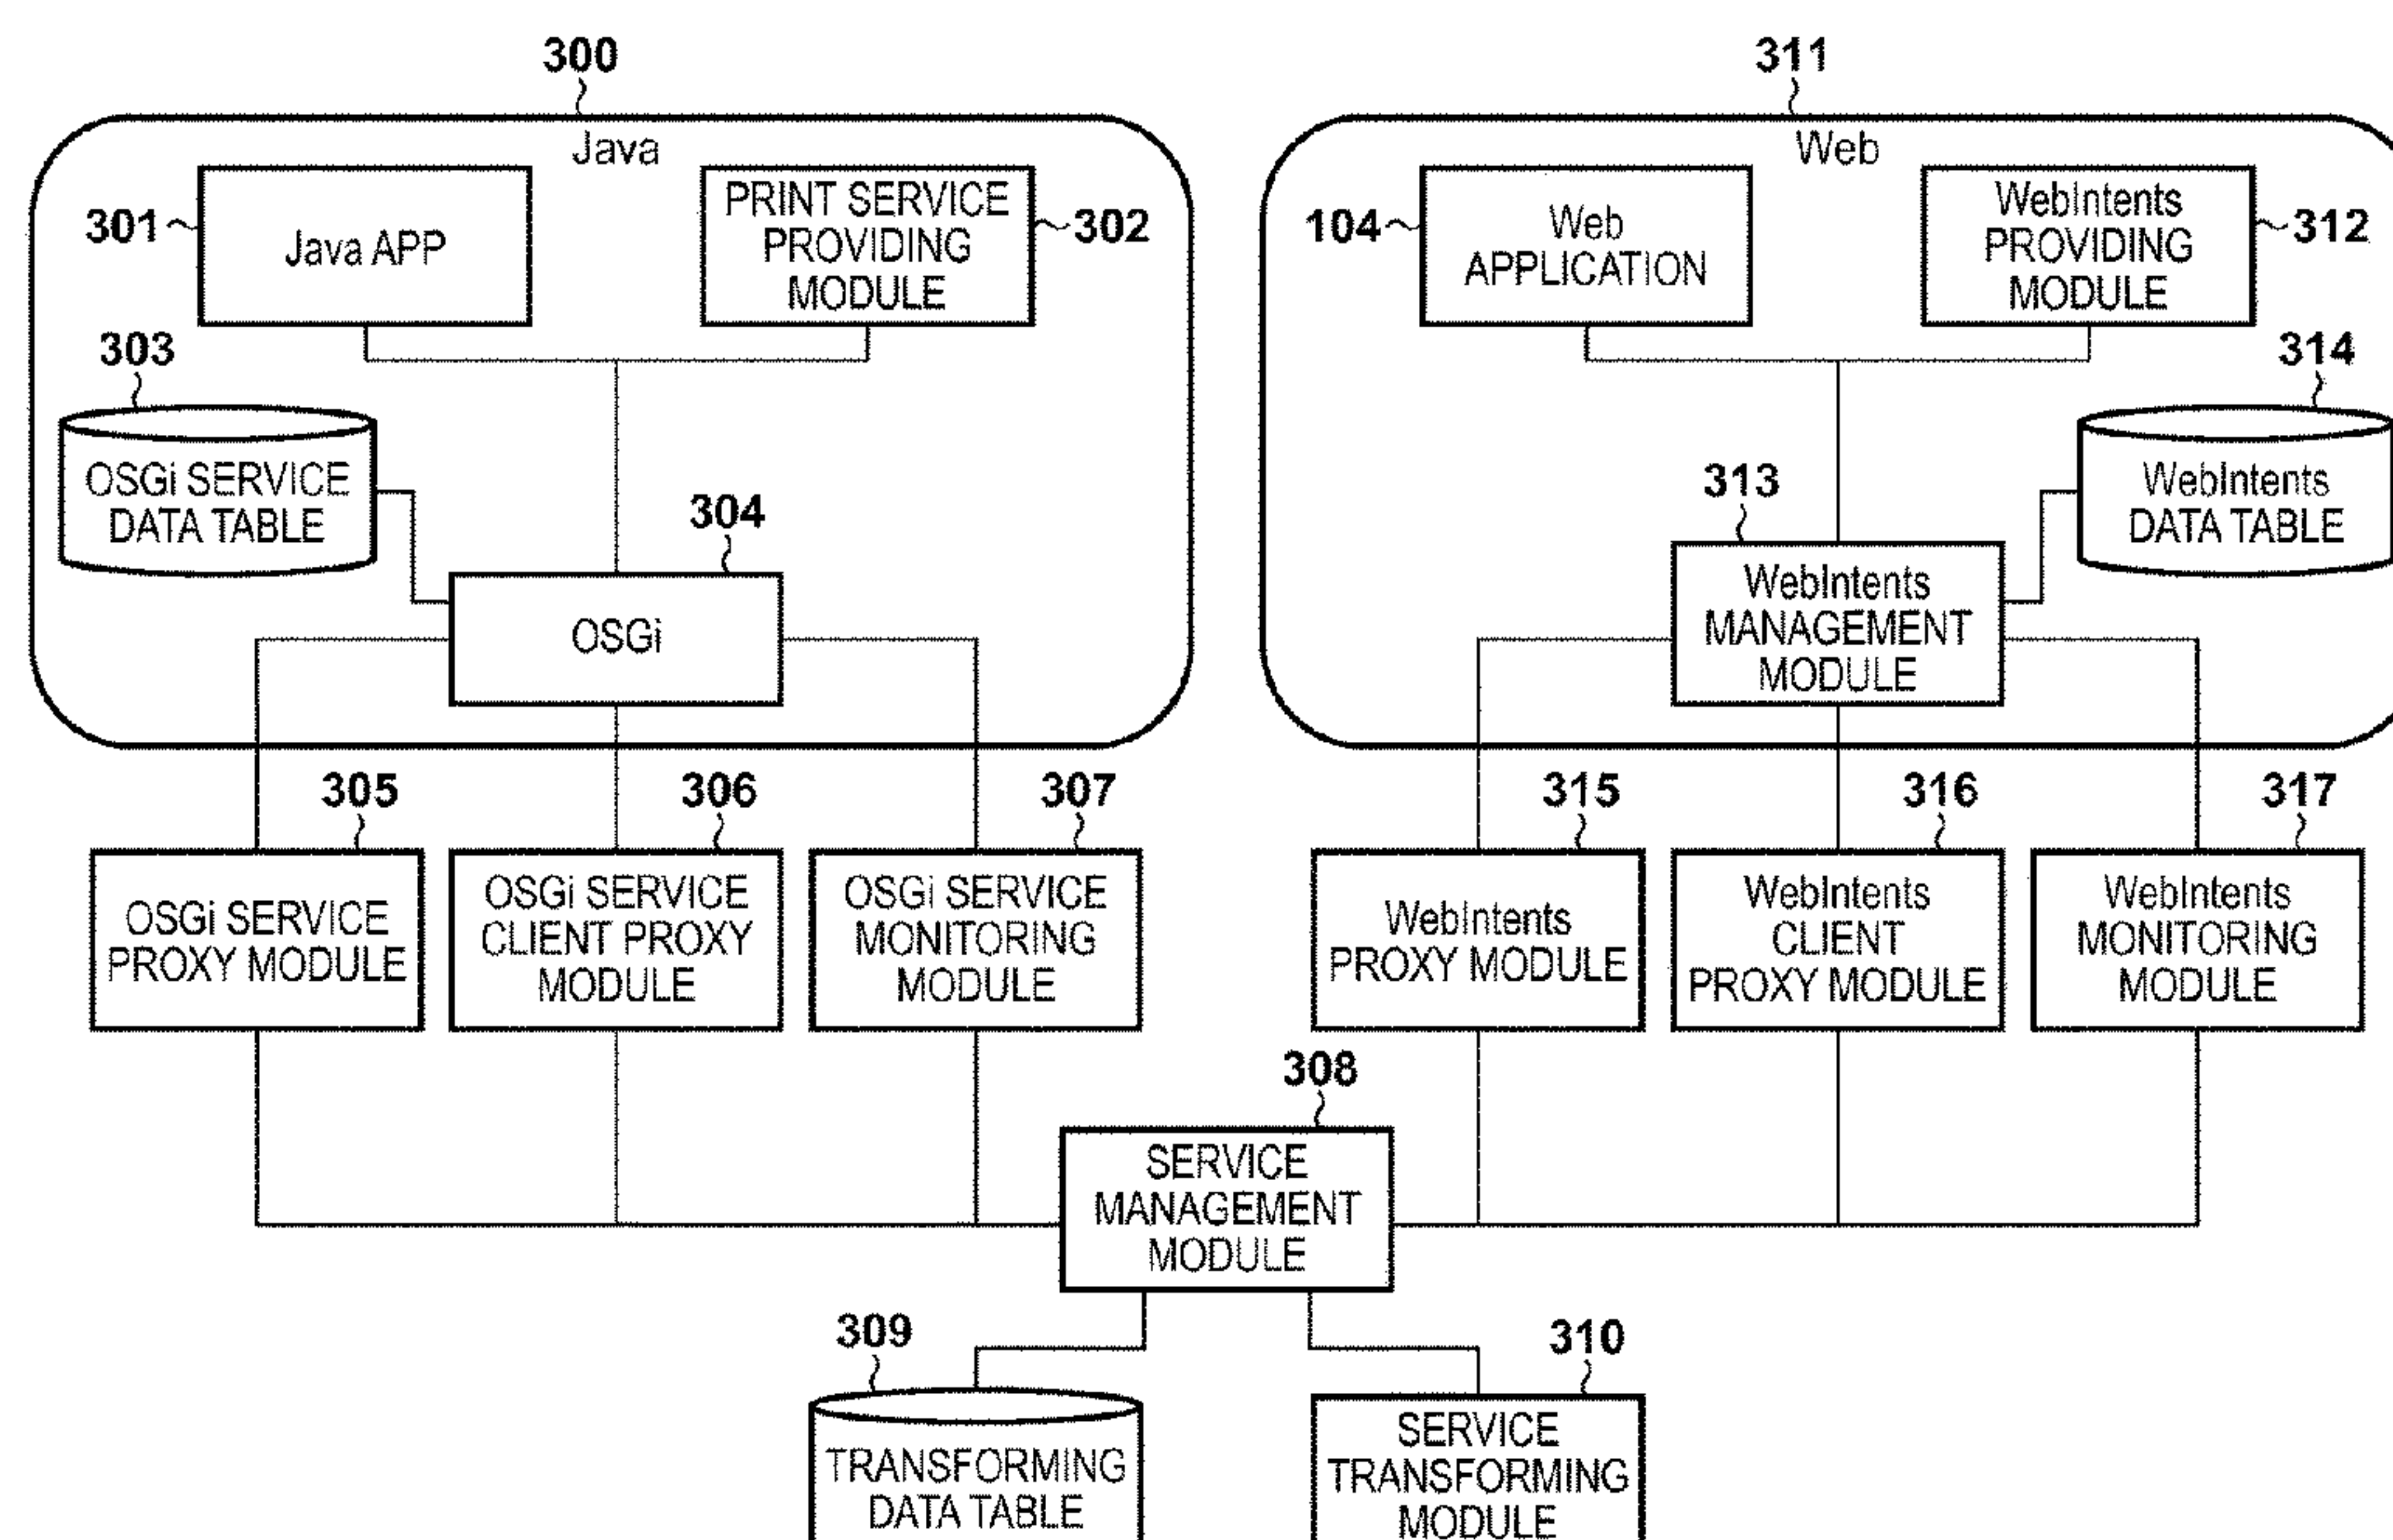 300
311
Java
Web
301
Java APP
PRINT SERVICE
PROVIDING
MODULE
302
104
Web
APPLICATION
WebIntents
PROVIDING
MODULE
312
303
OSGi SERVICE
DATA TABLE
304
OSGi
313
WebIntents
MANAGEMENT
MODULE
314
WebIntents
DATA TABLE
305
OSGi SERVICE
PROXY MODULE
306
OSGi SERVICE
CLIENT PROXY
MODULE
307
OSGi SERVICE
MONITORING
MODULE
315
WebIntents
PROXY MODULE
316
WebIntents
CLIENT
PROXY MODULE
317
WebIntents
MONITORING
MODULE
308
SERVICE
MANAGEMENT
MODULE
309
TRANSFORMING
DATA TABLE
310
SERVICE
TRANSFORMING
MODULE